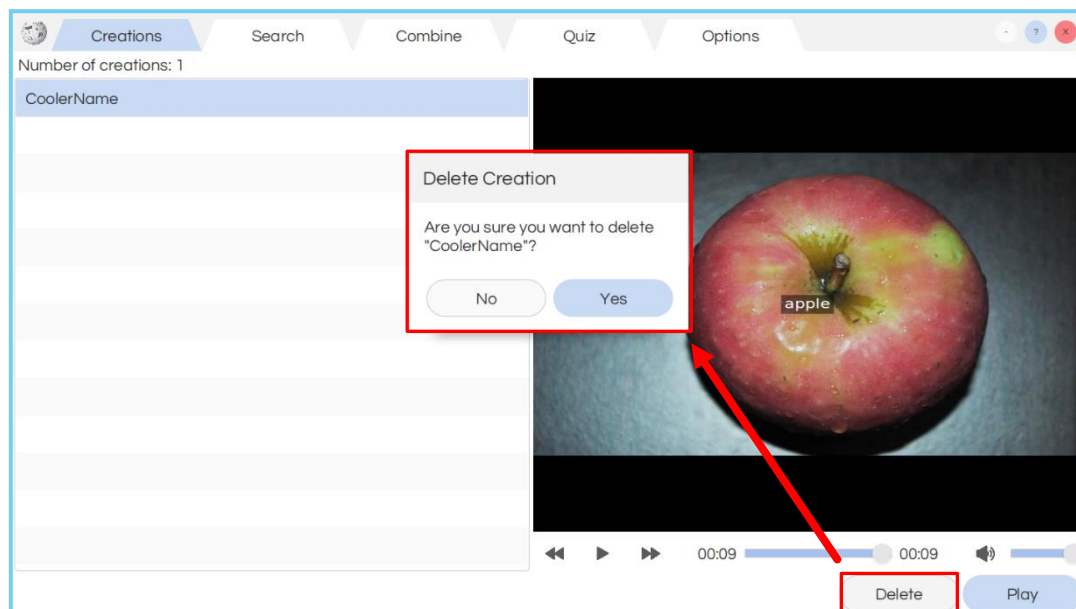 Creations
Search
Combine
Quiz
Options
-
?
x
Number of creations: 1
CoolerName
Delete Creation
Are you sure you want to delete
"CoolerName"?
No
Yes
apple
00:09
00:09
Delete
Play